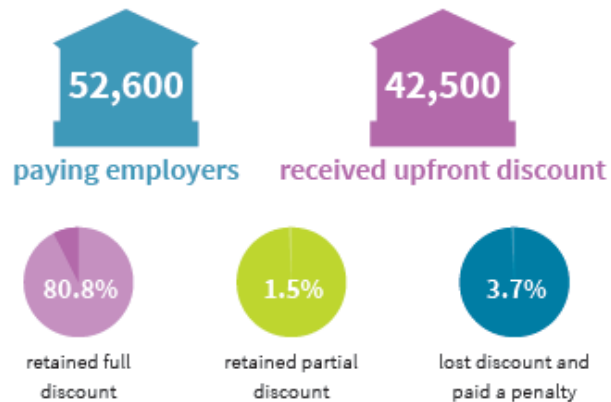 52,600
42,500
paying employers
received upfront discount
80.8%
1.5%
3.7%
retained full
discount
retained partial
discount
lost discount and
paid a penalty